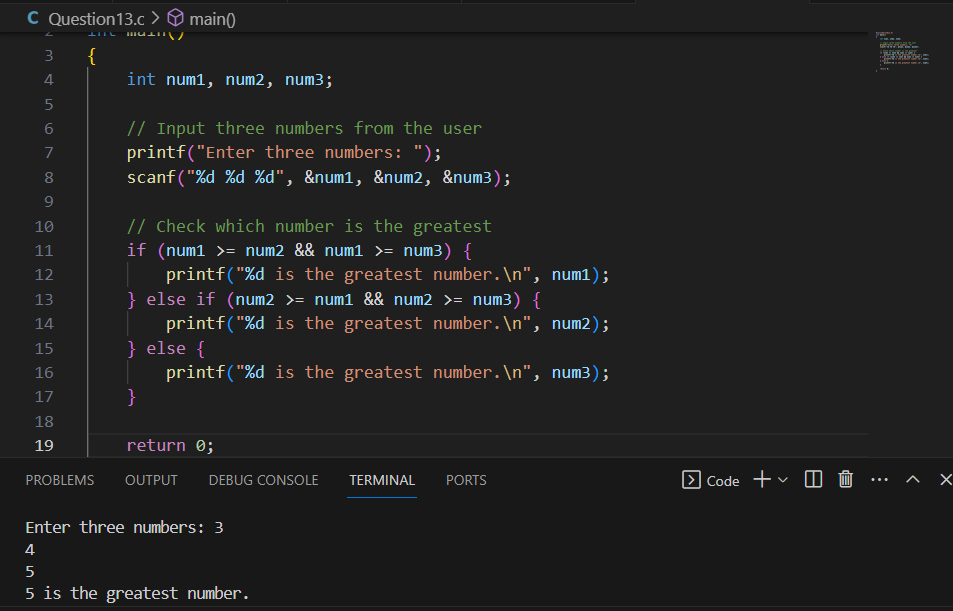 C Question13.c > main()
2 int main()
3 {
4 int num1, num2, num3;
5
6 // Input three numbers from the user
7 printf("Enter three numbers: ");
8 scanf("%d %d %d", &num1, &num2, &num3);
9
10 // Check which number is the greatest
11 if (num1 >= num2 && num1 >= num3) {
12 printf("%d is the greatest number.\n", num1);
13 } else if (num2 >= num1 && num2 >= num3) {
14 printf("%d is the greatest number.\n", num2);
15 } else {
16 printf("%d is the greatest number.\n", num3);
17 }
18
19 return 0;
PROBLEMS OUTPUT DEBUG CONSOLE TERMINAL PORTS Code
Enter three numbers: 3
4
5
5 is the greatest number.